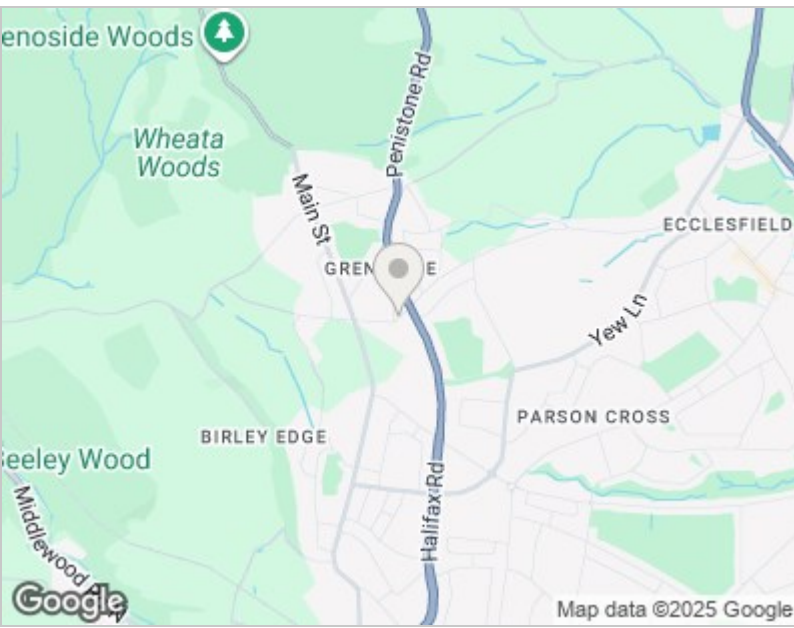 enoside Woods
Penistone Rd
Wheata
Woods
Main St
ECCLESFIELD
GREN
E
Yew Ln
PARSON CROSS
BIRLEY EDGE
Seeley Wood
Halifax Rd
Middlewood
Google
Map data ©2025 Google